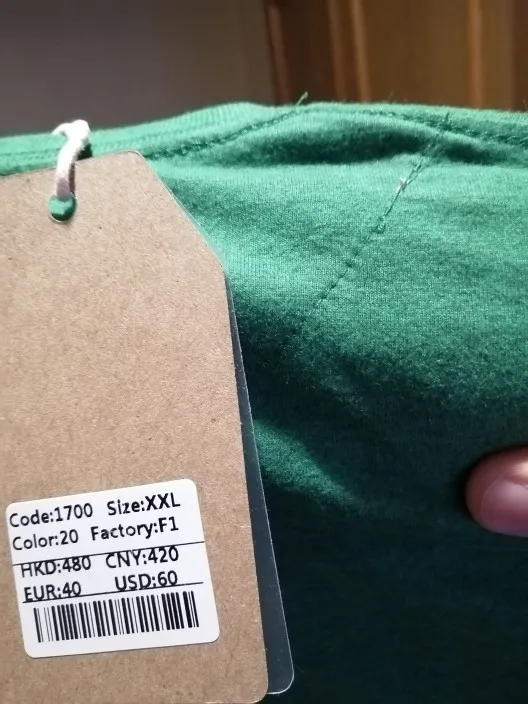 Code:1700 Size:XXL
Color:20 Factory:F1
HKD:480 CNY:420
EUR:40 USD:60